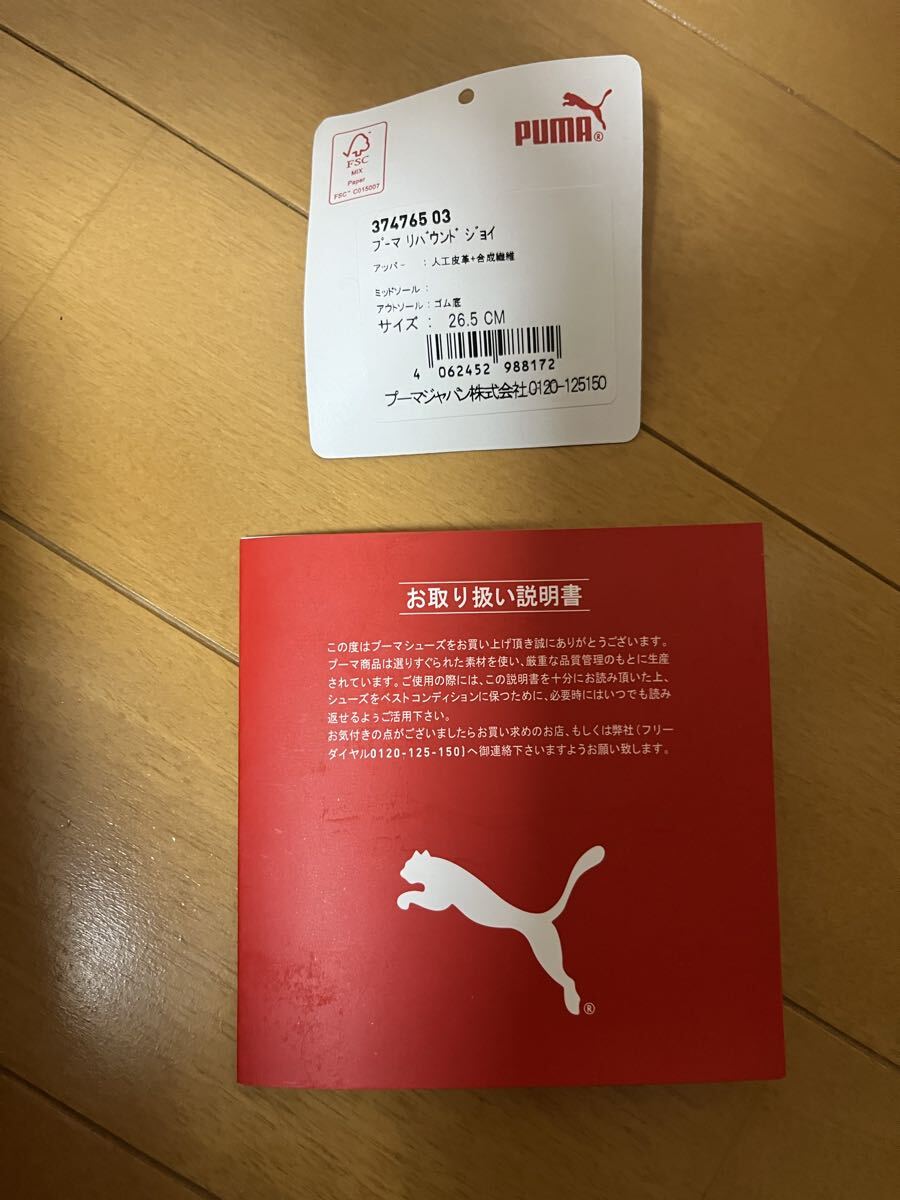 FSC
MIX
Paper
FSC™ C015007
PUMA®
374765 03
プーマ リバウンド ジョイ
アッパー : 人工皮革+合成繊維
ミッドソール :
アウトソール : ゴム底
サイズ : 26.5 CM
4 062452 988172
プーマジャパン株式会社 0120-125150
お取り扱い説明書
この度はプーマシューズをお買い上げ頂き誠にありがとうございます。
プーマ商品は選りすぐられた素材を使い、厳重な品質管理のもとに生産
されています。ご使用の際には、この説明書を十分にお読み頂いた上、
シューズをベストコンディションに保つために、必要時にはいつでも読み
返せるよぅご活用下さい。
お気付きの点がございましたらお買い求めのお店、もしくは弊社(フリー
ダイヤル0120-125-150)へ御連絡下さいますようお願い致します。
®